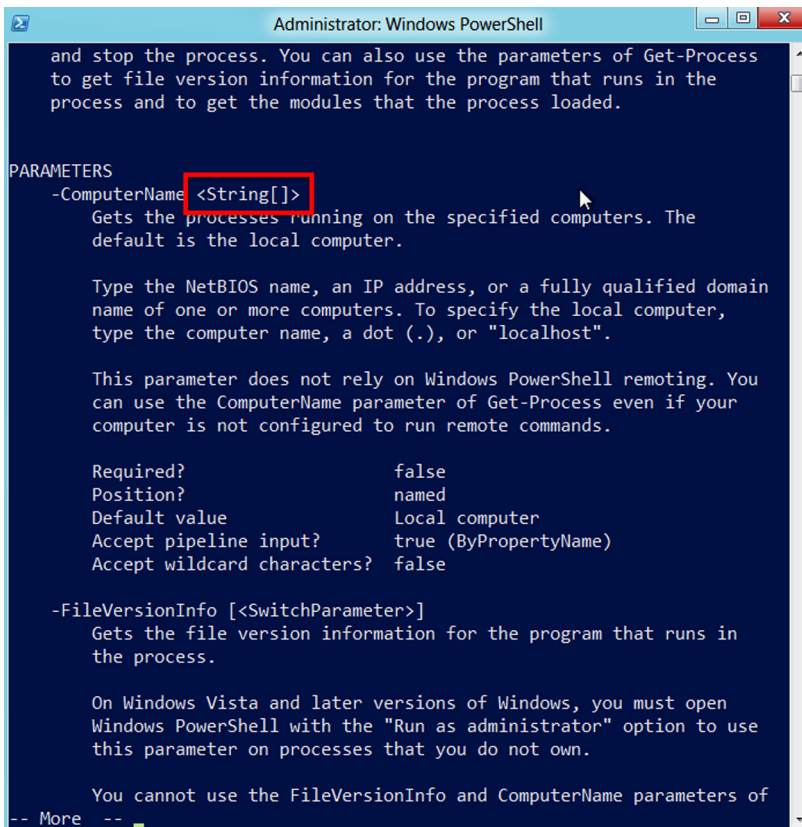 Administrator: Windows PowerShell
and stop the process. You can also use the parameters of Get-Process
to get file version information for the program that runs in the
process and to get the modules that the process loaded.
PARAMETERS
-ComputerName <String[]>
Gets the processes running on the specified computers. The
default is the local computer.
Type the NetBIOS name, an IP address, or a fully qualified domain
name of one or more computers. To specify the local computer,
type the computer name, a dot (.), or "localhost".
This parameter does not rely on Windows PowerShell remoting. You
can use the ComputerName parameter of Get-Process even if your
computer is not configured to run remote commands.
Required? false
Position? named
Default value Local computer
Accept pipeline input? true (ByPropertyName)
Accept wildcard characters? false
-FileVersionInfo [<SwitchParameter>]
Gets the file version information for the program that runs in
the process.
On Windows Vista and later versions of Windows, you must open
Windows PowerShell with the "Run as administrator" option to use
this parameter on processes that you do not own.
You cannot use the FileVersionInfo and ComputerName parameters of
-- More --